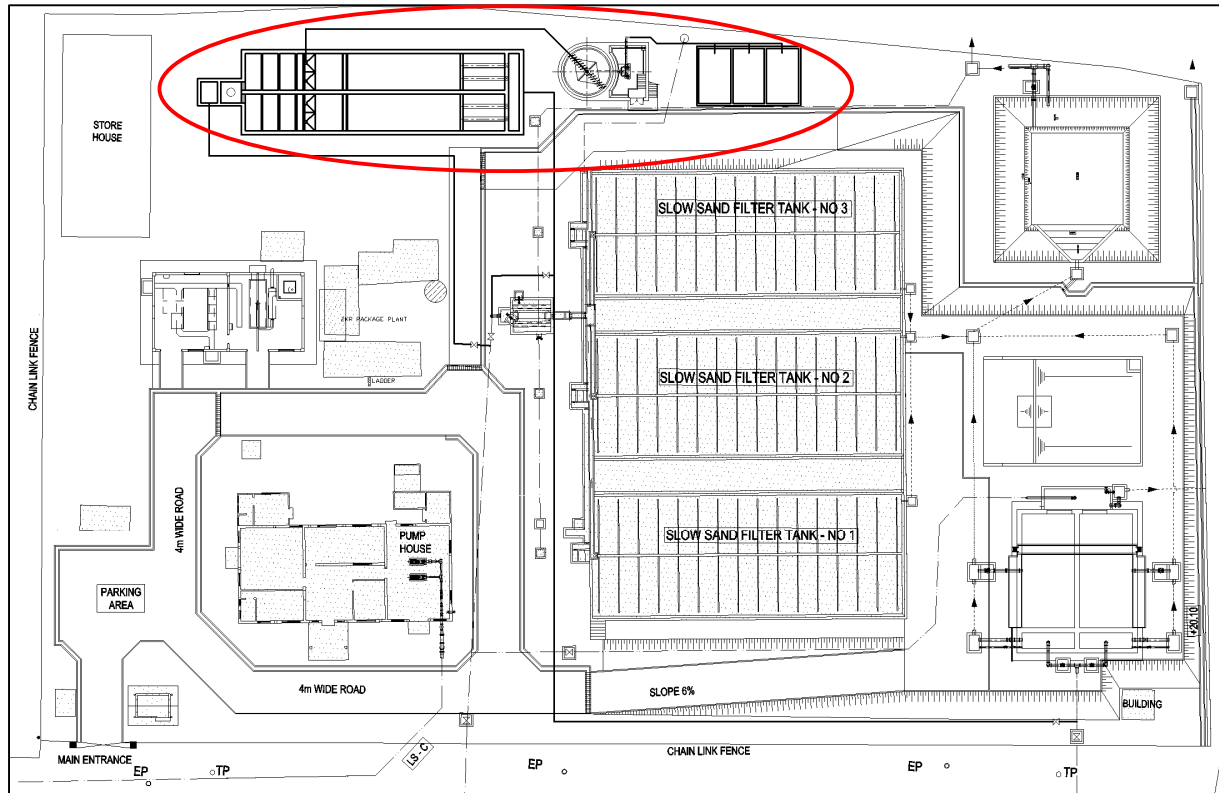 STORE
HOUSE
SLOW SAND FILTER TANK - NO 3
CHAIN LINK FENCE
PACKAGE PLANT
LADDER
SLOW SAND FILTER TANK - NO 2
4m WIDE ROAD
PUMP
HOUSE
SLOW SAND FILTER TANK - NO 1
PARKING
AREA
+20.10
4m WIDE ROAD
SLOPE 6%
BUILDING
MAIN ENTRANCE
LS - C
CHAIN LINK FENCE
EP
TP
EP
EP
TP